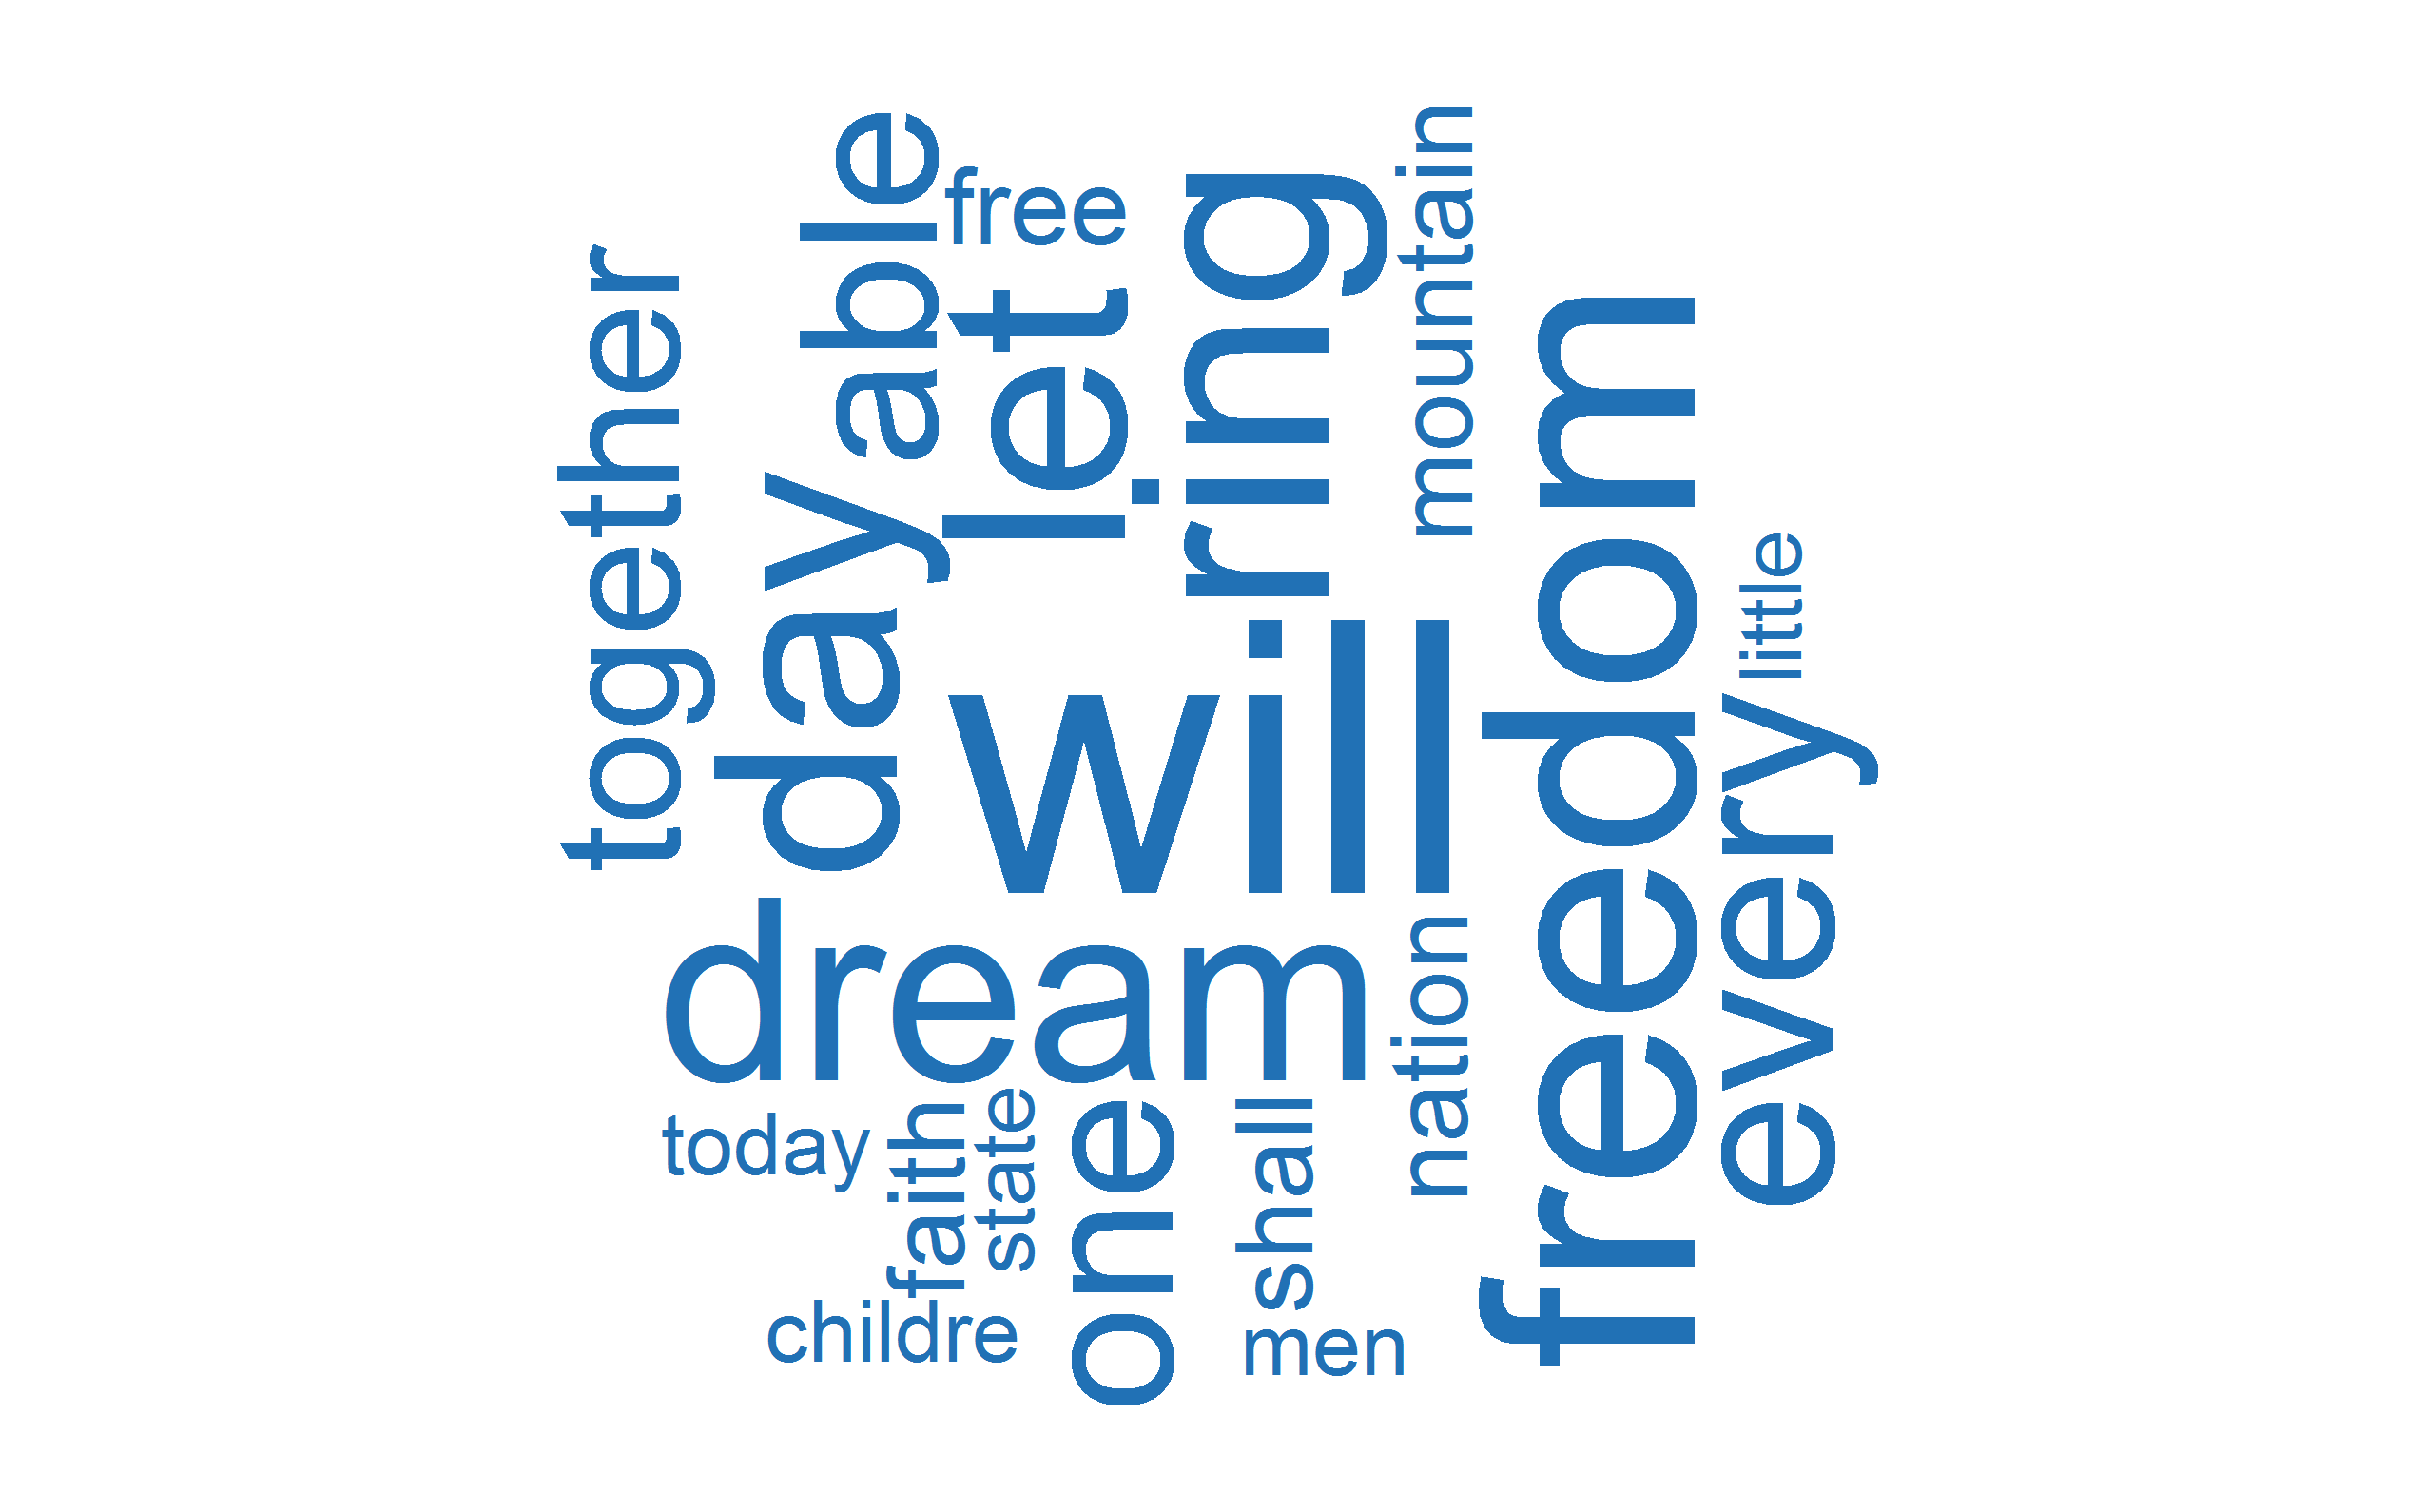 free
able
let
ring
mountain
together
day
freedom
little
will
every
dream
nation
today
faith
state
one
shall
childre
men